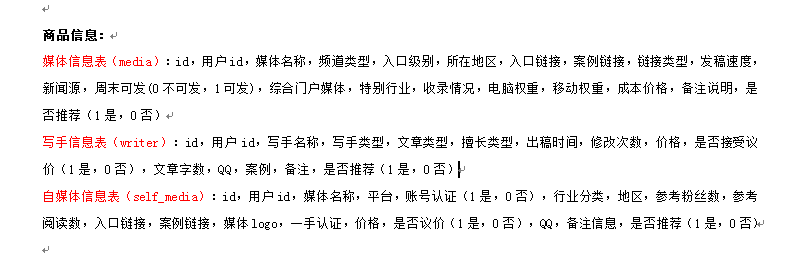 商品信息：
媒体信息表（media）：id，用户id，媒体名称，频道类型，入口级别，所在地区，入口链接，案例链接，链接类型，发稿速度，
新闻源，周末可发(0不可发，1可发)，综合门户媒体，特别行业，收录情况，电脑权重，移动权重，成本价格，备注说明，是
否推荐（1是，0否）
写手信息表（writer）：id，用户id，写手名称，写手类型，文章类型，擅长类型，出稿时间，修改次数，价格，是否接受议
价（1是，0否），文章字数，QQ，案例，备注，是否推荐（1是，0否）
自媒体信息表（self_media）：id，用户id，媒体名称，平台，账号认证（1是，0否），行业分类，地区，参考粉丝数，参考
阅读数，入口链接，案例链接，媒体logo，一手认证，价格，是否议价（1是，0否），QQ，备注信息，是否推荐（1是，0否）